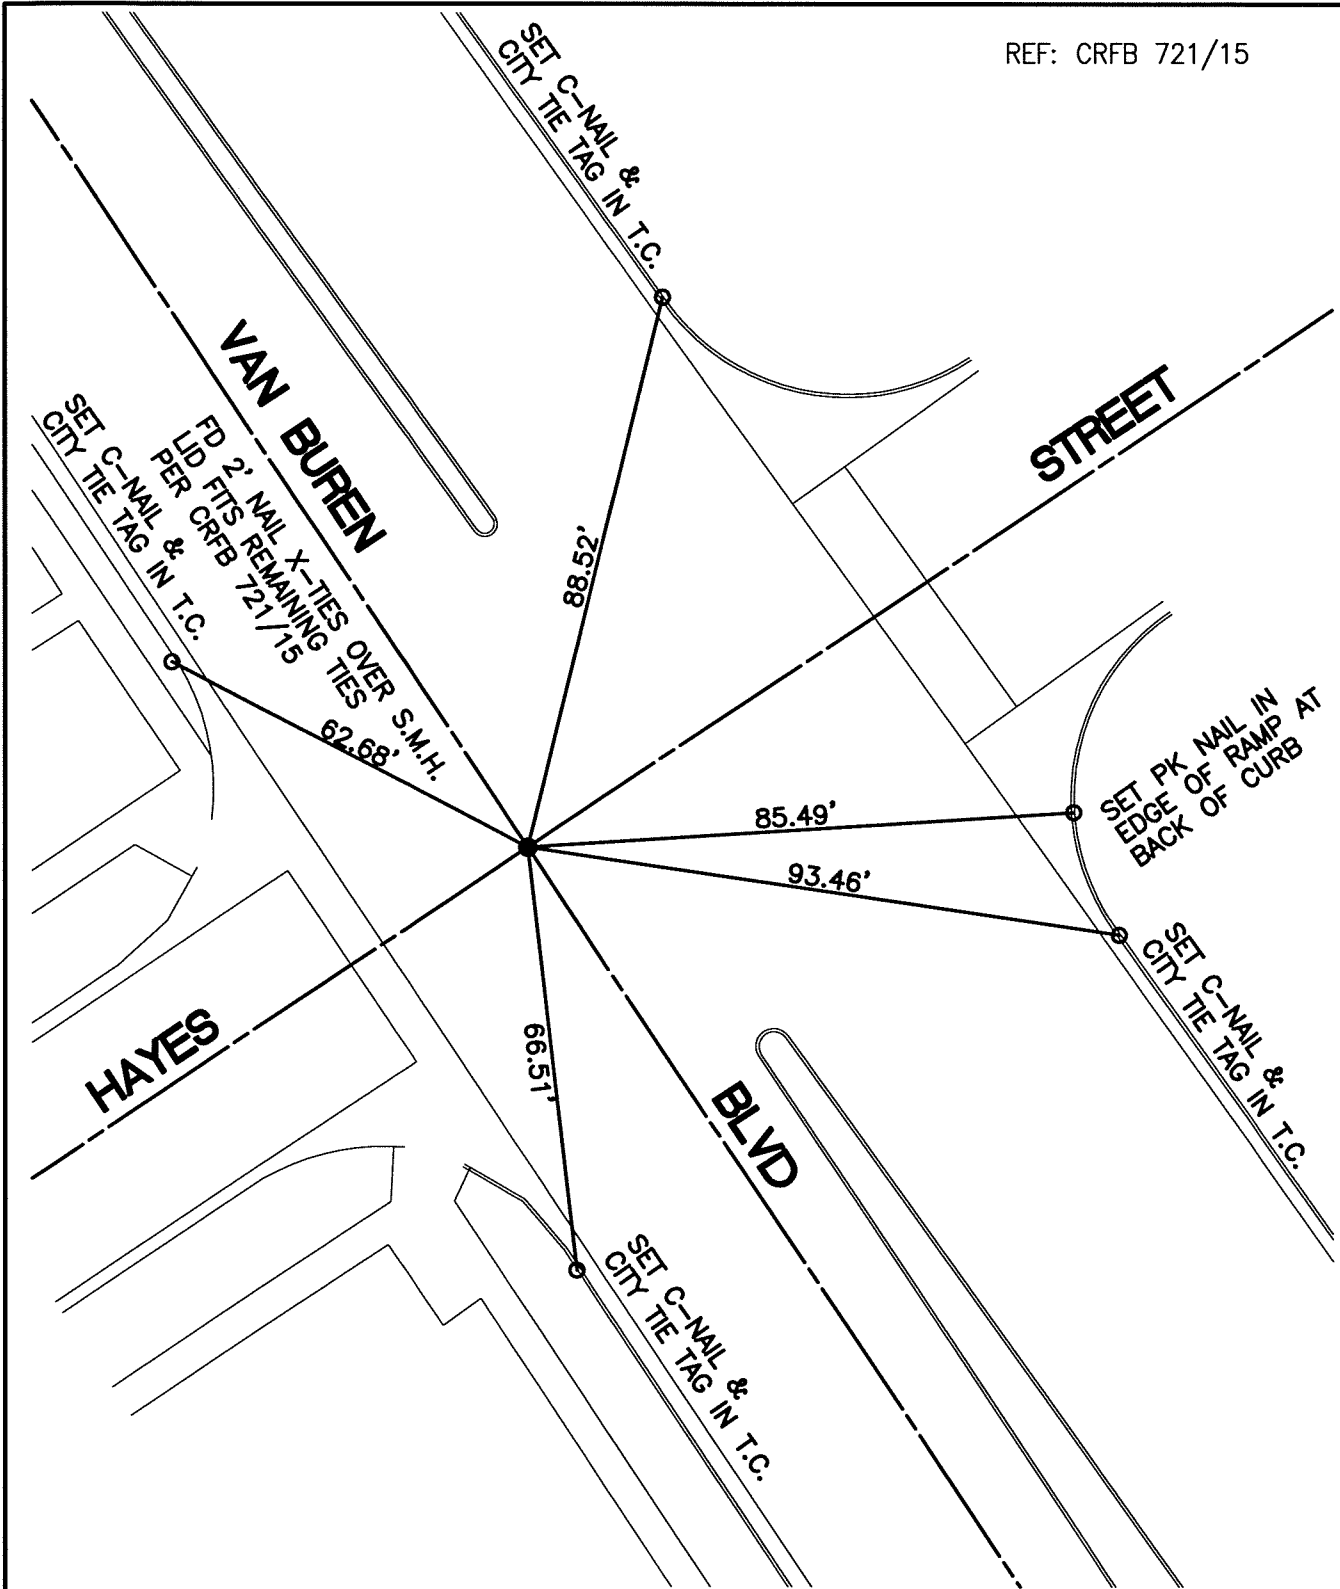 REF: CRFB 721/15
SET C-NAIL &
CITY TIE TAG IN T.C.
VAN BUREN
STREET
SET C-NAIL &
CITY TIE TAG IN T.C.
FD 2' NAIL X-TIES OVER S.M.H.
LID FITS REMAINING TIES
PER CRFB 721/15
88.52'
62.68'
85.49'
93.46'
66.51'
SET PK NAIL IN
EDGE OF RAMP AT
BACK OF CURB
SET C-NAIL &
CITY TIE TAG IN T.C.
HAYES
BLVD
SET C-NAIL &
CITY TIE TAG IN T.C.